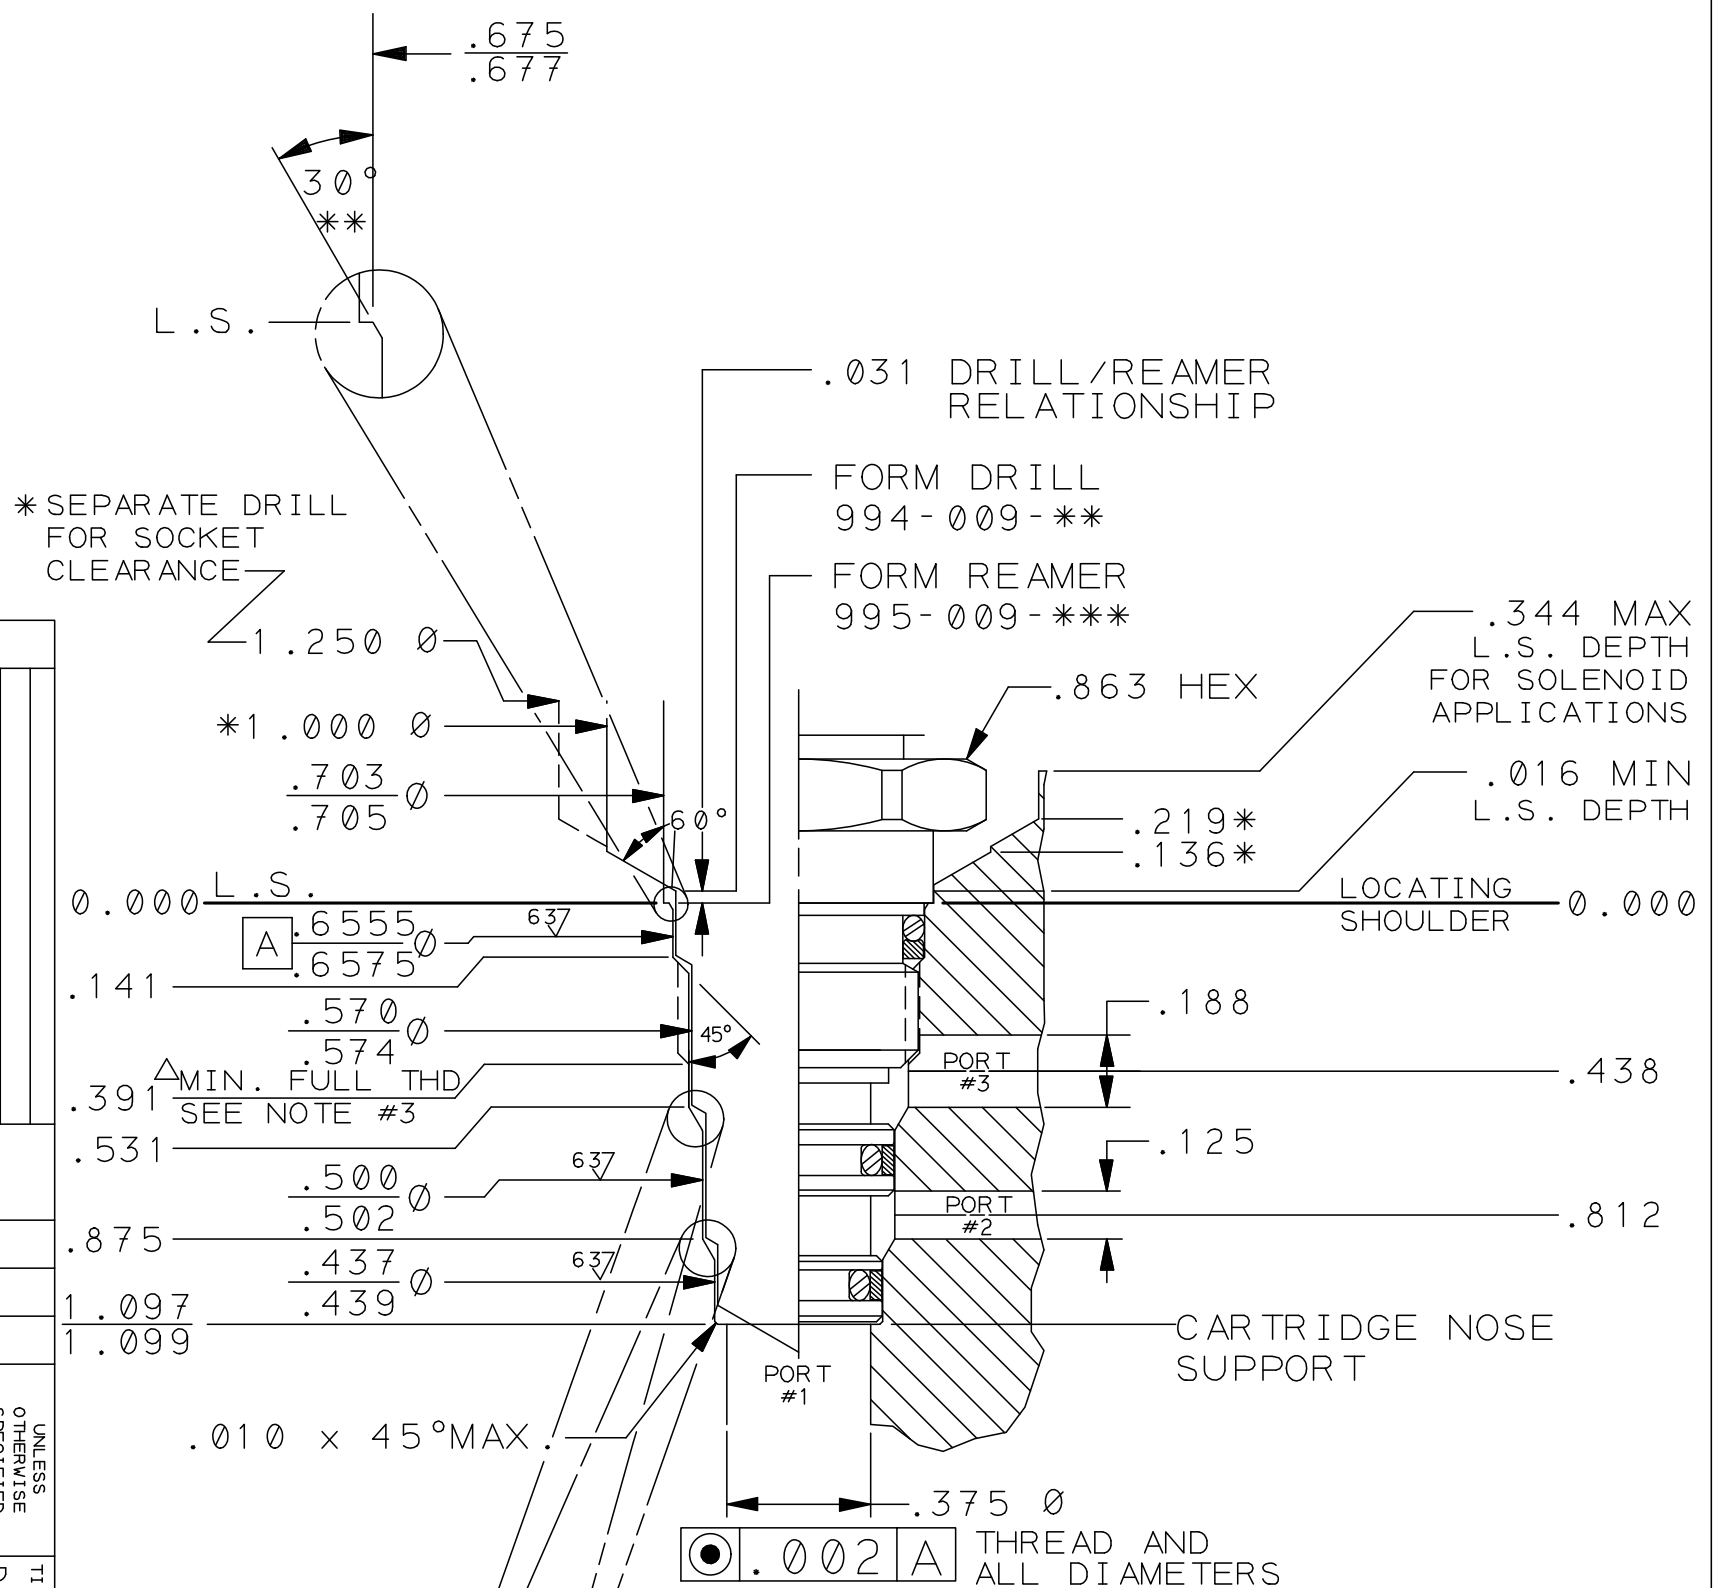 .675
.677
30°
**
L.S.
.031 DRILL/REAMER
RELATIONSHIP
FORM DRILL
994-009-**
*SEPARATE DRILL
FOR SOCKET
CLEARANCE
FORM REAMER
995-009-***
1.250 Ø
.344 MAX
L.S. DEPTH
FOR SOLENOID
APPLICATIONS
.863 HEX
*1.000 Ø
.703
.705 Ø
60°
.016 MIN
L.S. DEPTH
.219*
.136*
0.000
L.S.
LOCATING
SHOULDER
0.000
A
.6555
.6575 Ø
637
.141
.570
.574 Ø
45°
.188
PORT
#3
.438
.391
△MIN. FULL THD
SEE NOTE #3
.531
.125
.500
.502 Ø
637
PORT
#2
.812
.875
.437
.439 Ø
637
1.097
1.099
CARTRIDGE NOSE
SUPPORT
PORT
#1
.010 x 45°MAX.
.375 Ø
.002 A
THREAD AND
ALL DIAMETERS
UNLESS
OTHERWISE